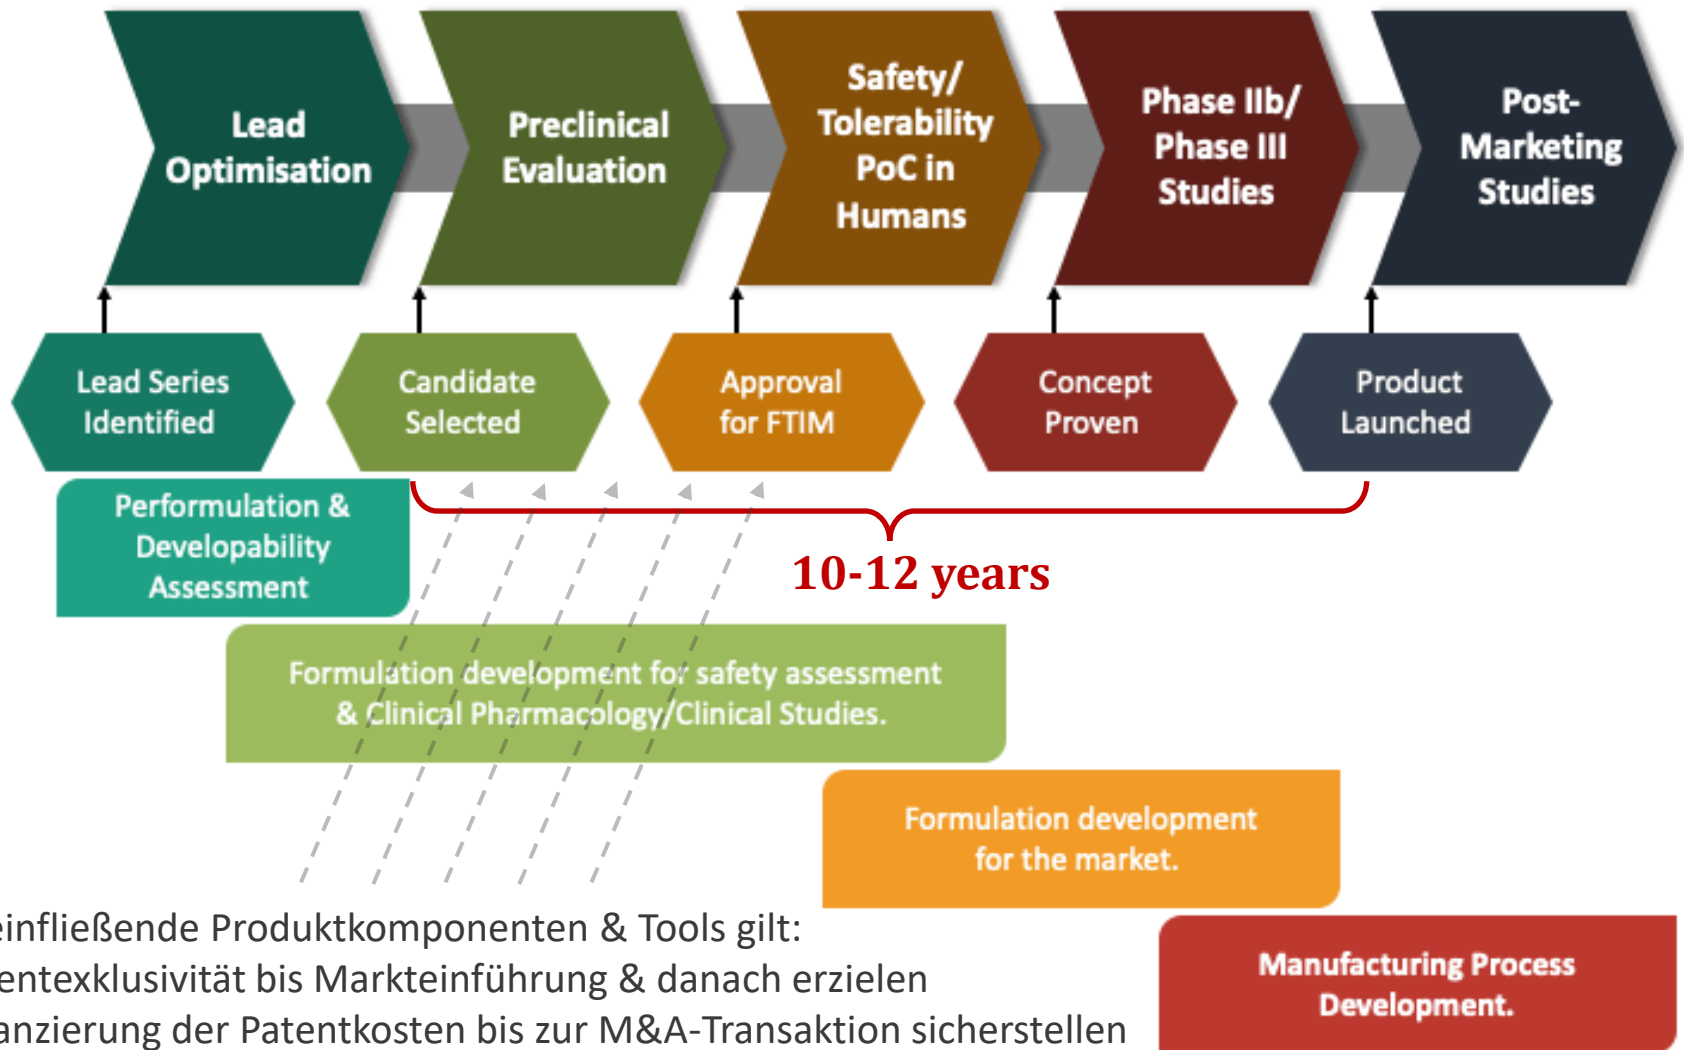 Lead
Optimisation
Preclinical
Evaluation
Safety/
Tolerability
PoC in
Humans
Phase IIb/
Phase III
Studies
Post-
Marketing
Studies
Lead Series
Identified
Candidate
Selected
Approval
for FTIM
Concept
Proven
Product
Launched
Performulation &
Developability
Assessment
10-12 years
Formulation development for safety assessment
& Clinical Pharmacology/Clinical Studies.
Formulation development
for the market.
einfließende Produktkomponenten & Tools gilt:
entexklusivität bis Markteinführung & danach erzielen
anzierung der Patentkosten bis zur M&A-Transaktion sicherstellen
Manufacturing Process
Development.